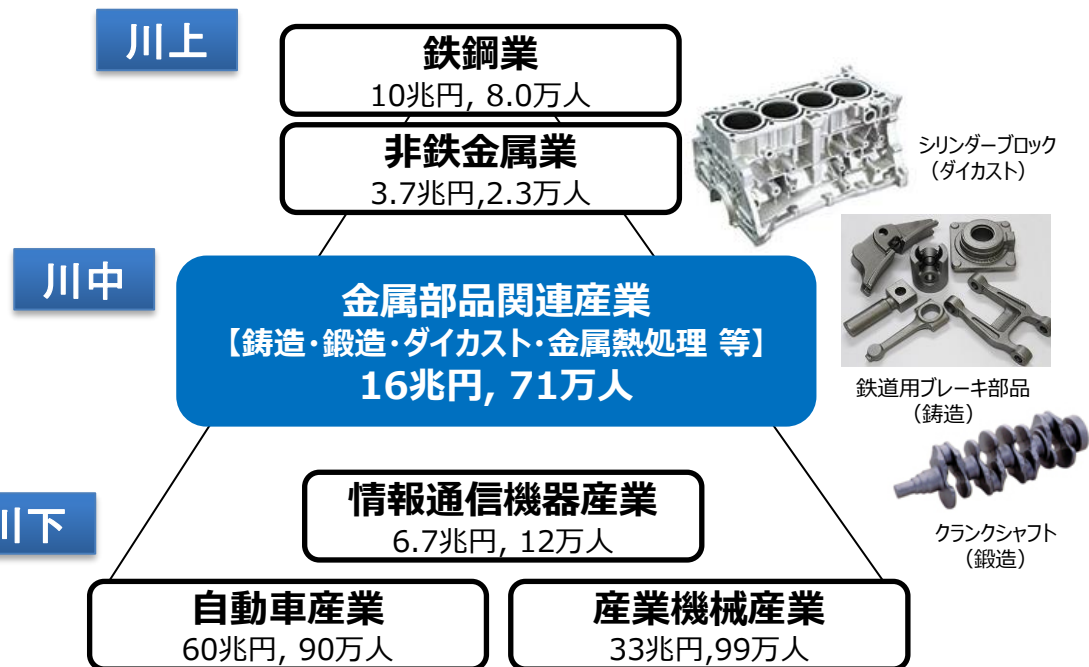 川上
鉄鋼業
10兆円, 8.0万人
非鉄金属業
3.7兆円,2.3万人
シリンダーブロック
（ダイカスト）
川中
金属部品関連産業
【鋳造・鍛造・ダイカスト・金属熱処理 等】
16兆円, 71万人
鉄道用ブレーキ部品
（鋳造）
川下
情報通信機器産業
6.7兆円, 12万人
クランクシャフト
（鍛造）
自動車産業
60兆円, 90万人
産業機械産業
33兆円,99万人